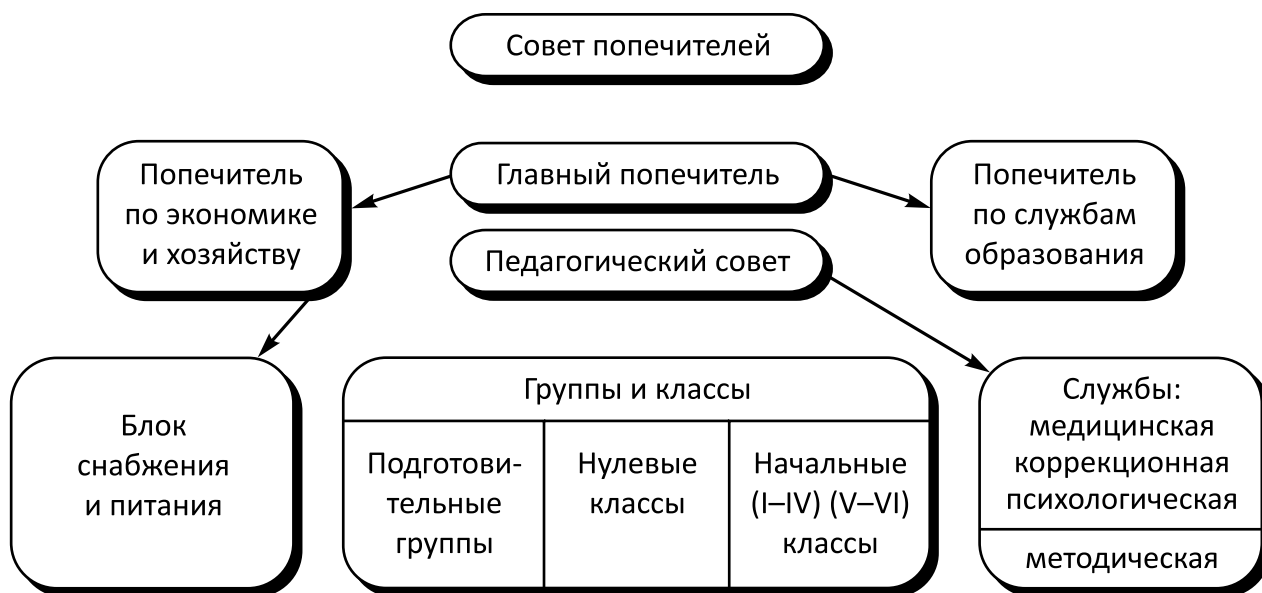 Совет попечителей
Попечитель
по экономике
и хозяйству
Главный попечитель
Попечитель
по службам
образования
Педагогический совет
Блок
снабжения
и питания
Группы и классы
Подготови-
тельные
группы
Нулевые
классы
Начальные
(I–IV) (V–VI)
классы
Службы:
медицинская
коррекционная
психологическая
методическая